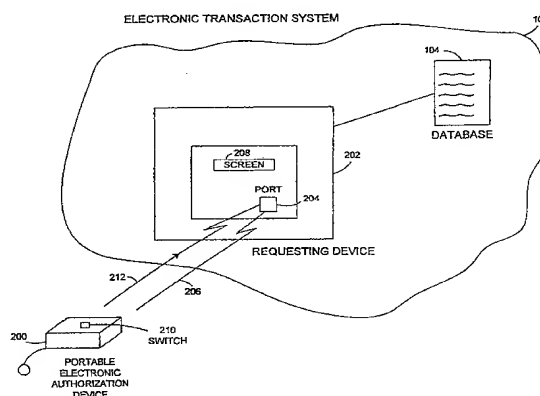 ELECTRONIC TRANSACTION SYSTEM
104
DATABASE
202
208
SCREEN
PORT
204
REQUESTING DEVICE
212
206
200
210
SWITCH
PORTABLE
ELECTRONIC
AUTHORIZATION
DEVICE